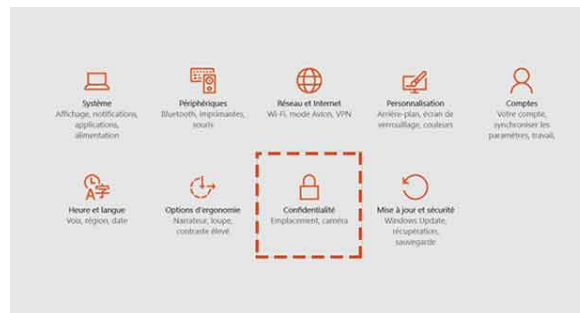 Système
Affichage, notifications,
applications,
alimentation
Périphériques
Bluetooth, imprimantes,
souris
Réseau et Internet
Wi-Fi, mode Avion, VPN
Personnalisation
Arrière-plan, écran de
verrouillage, couleurs
Comptes
Votre compte,
synchroniser les
paramètres, travail,
Heure et langue
Voix, région, date
Options d'ergonomie
Narrateur, loupe,
contraste élevé
Confidentialité
Emplacement, caméra
Mise à jour et sécurité
Windows Update,
récupération,
sauvegarde